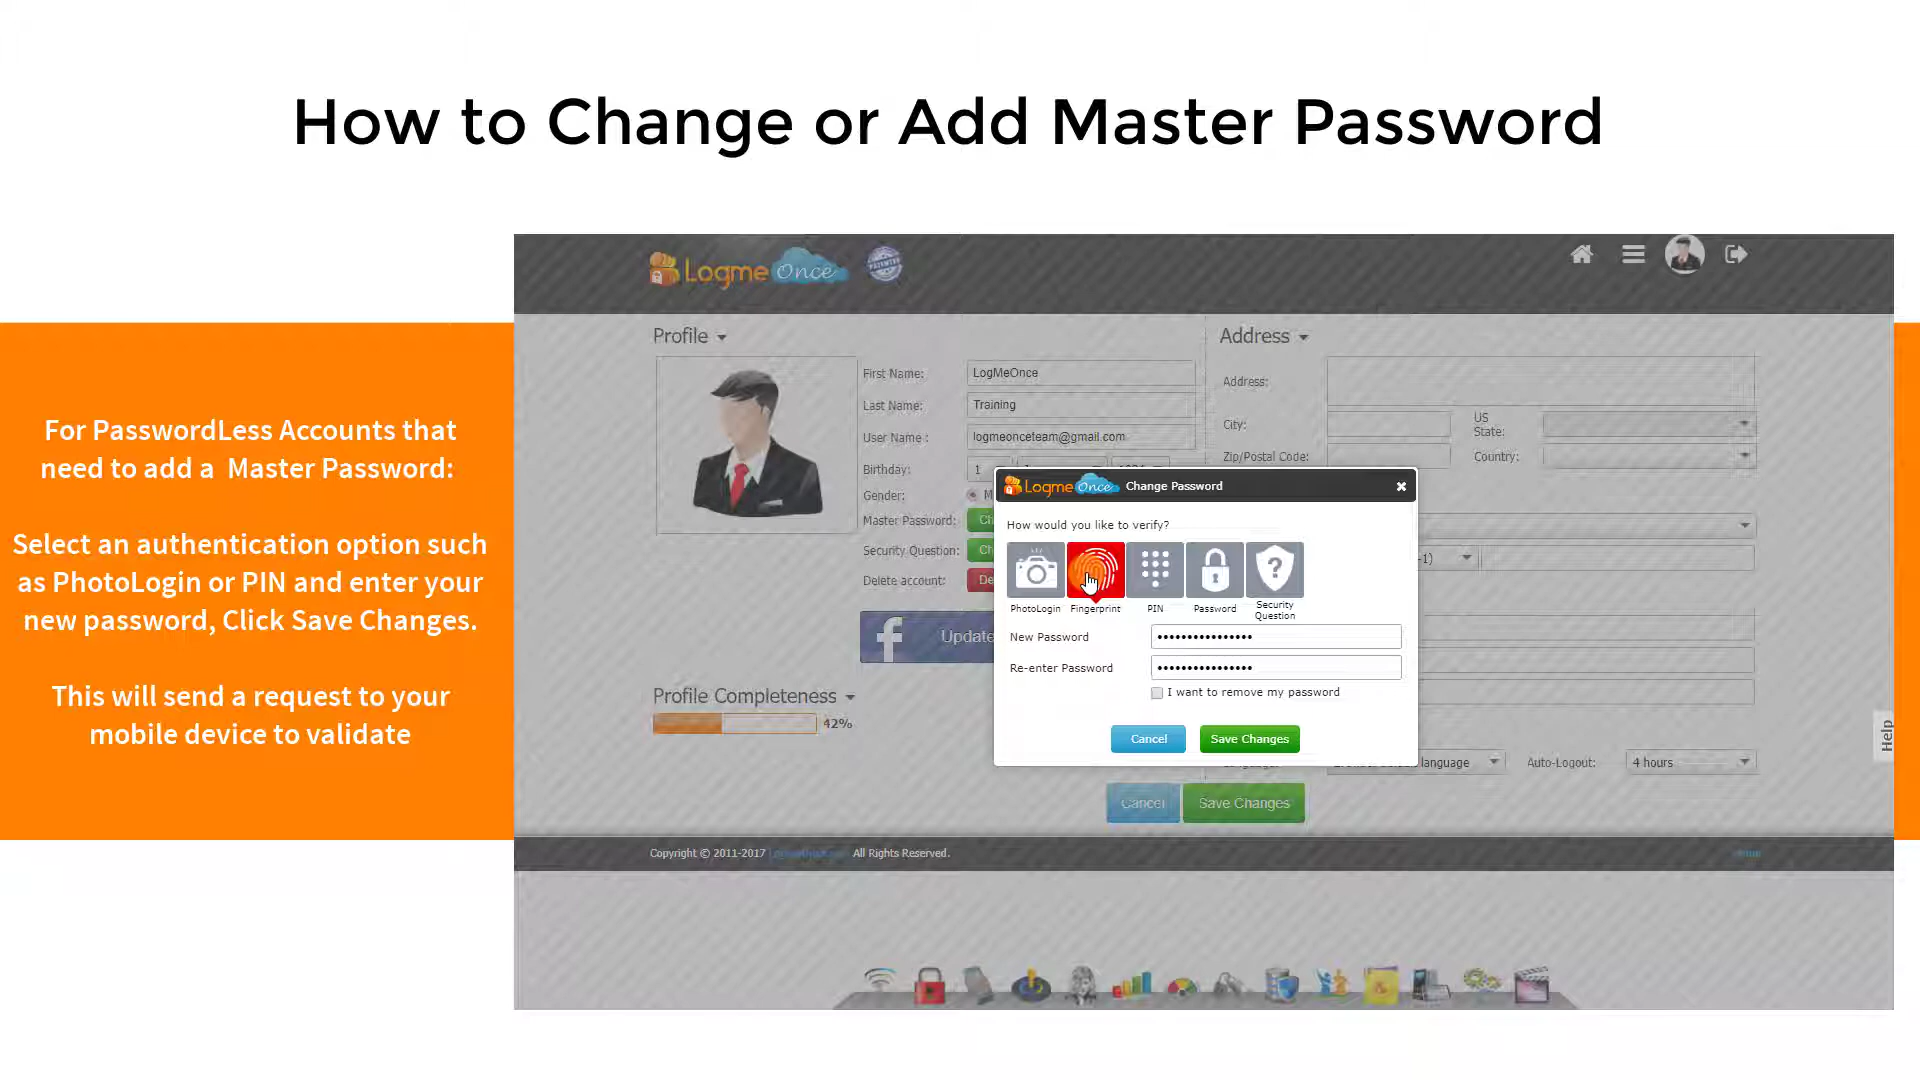 How to Change or Add Master Password
For PasswordLess Accounts that
need to add a Master Password:
Select an authentication option such
as PhotoLogin or PIN and enter your
new password, Click Save Changes.
This will send a request to your
mobile device to validate
Logme Once
Profile
First Name: LogMeOnce
Last Name: Training
User Name : logmeonceteam@gmail.com
Birthday: 1
Gender: M
Master Password: Ch
Security Question: Ch
Delete account: De
Update
Profile Completeness
42%
Address
Address:
City:
US
State:
Zip/Postal Code:
Country:
-1)
Logme Once Change Password
How would you like to verify?
PhotoLogin Fingerprint PIN Password Security
Question
New Password ••••••••••••••••
Re-enter Password ••••••••••••••••
I want to remove my password
Cancel Save Changes
language
Auto-Logout: 4 hours
Cancel Save Changes
Help
Copyright © 2011-2017 All Rights Reserved.